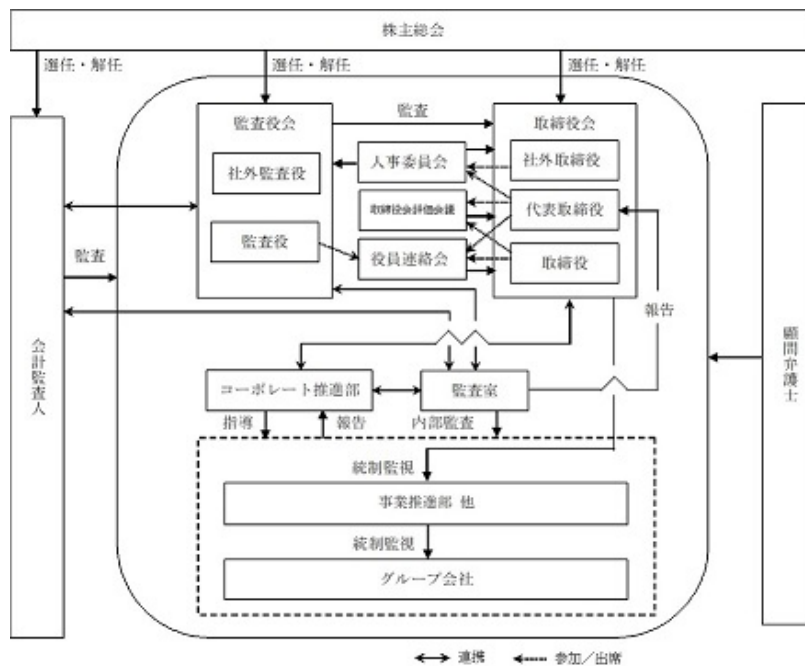 株主総会
選任・解任
選任・解任
選任・解任
監査役会
監査
取締役会
社外監査役
人事委員会
社外取締役
取締役会評価会議
代表取締役
監査役
役員連絡会
取締役
監査
報告
会計監査人
顧問弁護士
コーポレート推進部
監査室
指導
報告
内部監査
統制監視
事業推進部 他
統制監視
グループ会社
連携
参加／出席